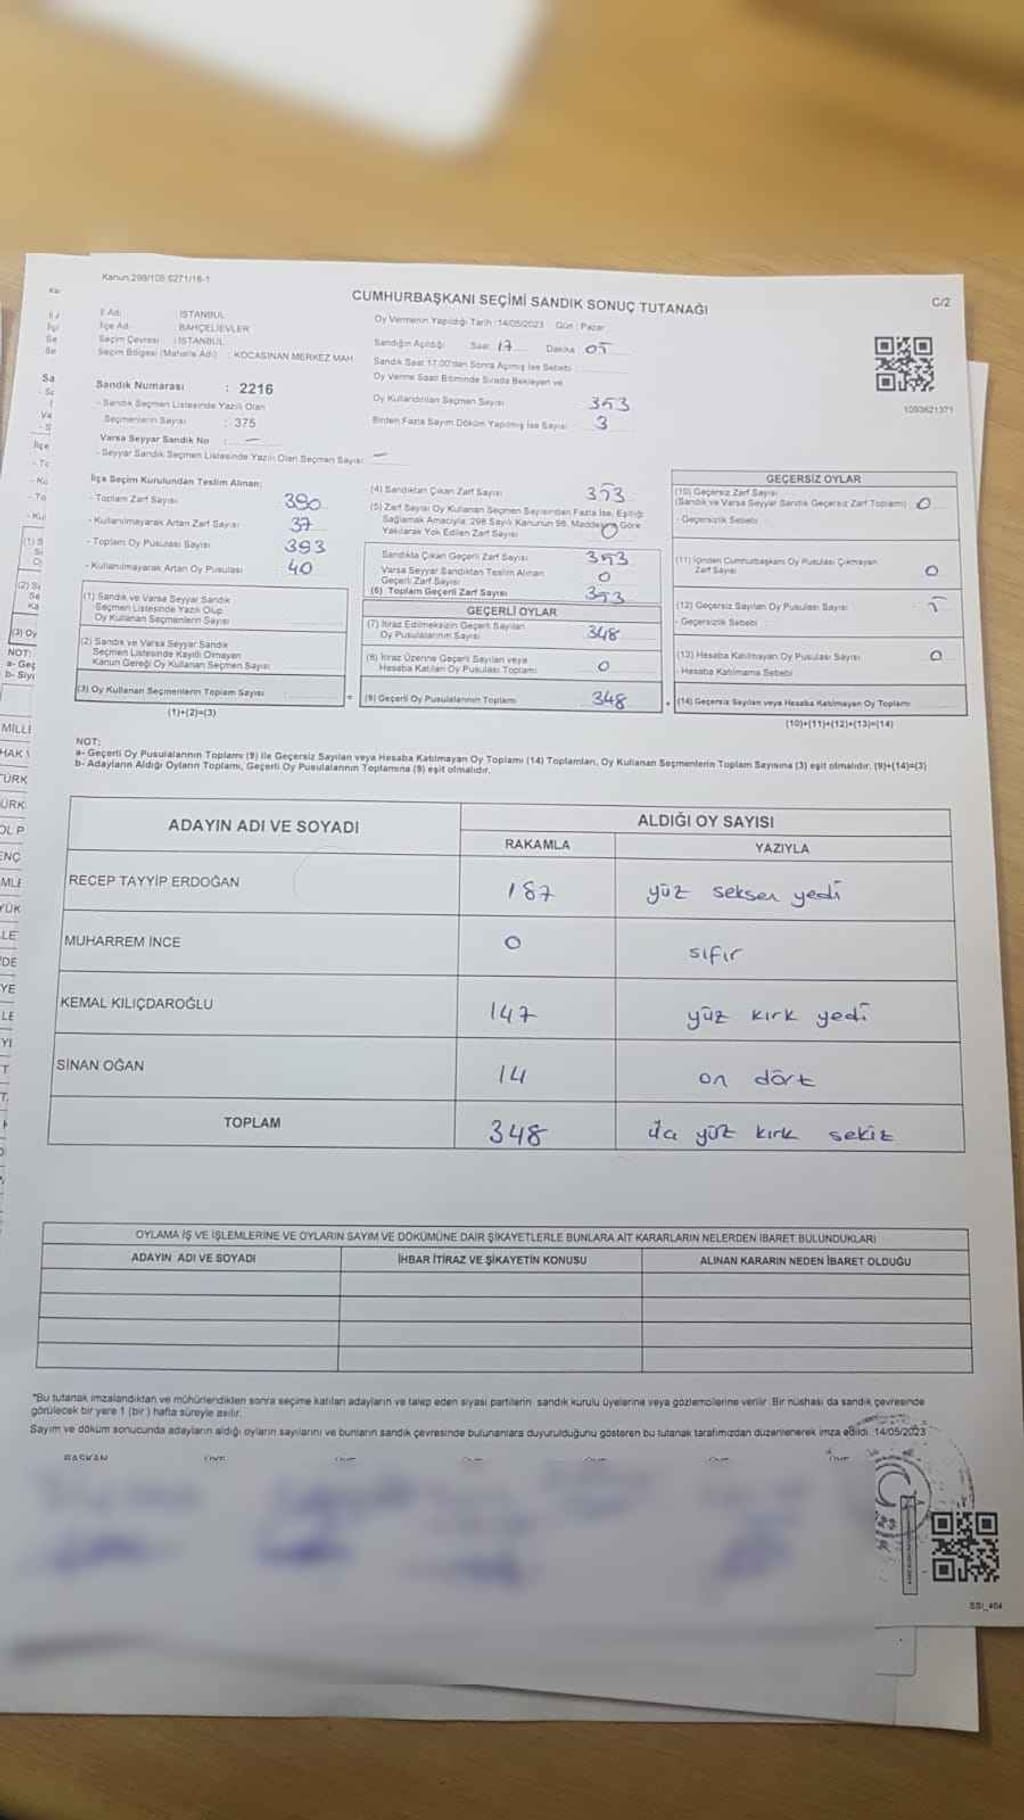 Kanun:298/105 6271/16-1
CUMHURBAŞKANI SEÇİMİ SANDIK SONUÇ TUTANAĞI
C/2
İl Adı : İSTANBUL
İlçe Adı : BAHÇELİEVLER
Seçim Çevresi : İSTANBUL
Seçim Bölgesi (Mahalle Adı) : KOCASİNAN MERKEZ MAH.
Sandık Numarası : 2216
- Sandık Seçmen Listesinde Yazılı Olan
Seçmenlerin Sayısı : 375
Varsa Seyyar Sandık No : —
- Seyyar Sandık Seçmen Listesinde Yazılı Olan Seçmen Sayısı : —
Oy Vermenin Yapıldığı Tarih : 14/05/2023 Gün : Pazar
Sandığın Açıldığı Saat 17 Dakika 05
Sandık Saat 17:00'dan Sonra Açılmış İse Sebebi
Oy Verme Saati Bitiminde Sırada Bekleyen ve
Oy Kullandırılan Seçmen Sayısı 353
Birden Fazla Sayım Döküm Yapılmış İse Sayısı 3
1093621371
İlçe Seçim Kurulundan Teslim Alınan;
- Toplam Zarf Sayısı 390
- Kullanılmayarak Artan Zarf Sayısı 37
- Toplam Oy Pusulası Sayısı 393
- Kullanılmayarak Artan Oy Pusulası 40
(1) Sandık ve Varsa Seyyar Sandık
Seçmen Listesinde Yazılı Olup
Oy Kullanan Seçmenlerin Sayısı
(2) Sandık ve Varsa Seyyar Sandık
Seçmen Listesinde Kayıtlı Olmayan
Kanun Gereği Oy Kullanan Seçmen Sayısı
(3) Oy Kullanan Seçmenlerin Toplam Sayısı
(1)+(2)=(3)
(4) Sandıktan Çıkan Zarf Sayısı 353
(5) Zarf Sayısı Oy Kullanan Seçmen Sayısından Fazla İse, Eşitliği
Sağlamak Amacıyla; 298 Sayılı Kanunun 98. Maddesine Göre
Yakılarak Yok Edilen Zarf Sayısı 0
Sandıkta Çıkan Geçerli Zarf Sayısı 353
Varsa Seyyar Sandıktan Teslim Alınan
Geçerli Zarf Sayısı 0
(6) Toplam Geçerli Zarf Sayısı 353
GEÇERLİ OYLAR
(7) İtiraz Edilmeksizin Geçerli Sayılan
Oy Pusulalarının Sayısı 348
(8) İtiraz Üzerine Geçerli Sayılan veya
Hesaba Katılan Oy Pusulası Toplamı 0
(9) Geçerli Oy Pusulalarının Toplamı 348
GEÇERSİZ OYLAR
(10) Geçersiz Zarf Sayısı
(Sandık ve Varsa Seyyar Sandık Geçersiz Zarf Toplamı) 0
- Geçersizlik Sebebi
(11) İçinden Cumhurbaşkanı Oy Pusulası Çıkmayan
Zarf Sayısı 0
(12) Geçersiz Sayılan Oy Pusulası Sayısı 5
- Geçersizlik Sebebi
(13) Hesaba Katılmayan Oy Pusulası Sayısı 0
- Hesaba Katılmama Sebebi
(14) Geçersiz Sayılan veya Hesaba Katılmayan Oy Toplamı
(10)+(11)+(12)+(13)=(14)
NOT:
a- Geçerli Oy Pusulalarının Toplamı (9) ile Geçersiz Sayılan veya Hesaba Katılmayan Oy Toplamı (14) Toplamları, Oy Kullanan Seçmenlerin Toplam Sayısına (3) eşit olmalıdır. (9)+(14)=(3)
b- Adayların Aldığı Oyların Toplamı, Geçerli Oy Pusulalarının Toplamına (9) eşit olmalıdır.
ADAYIN ADI VE SOYADI
ALDIĞI OY SAYISI
RAKAMLA YAZIYLA
RECEP TAYYİP ERDOĞAN 187 yüz seksen yedi
MUHARREM İNCE 0 sıfır
KEMAL KILIÇDAROĞLU 147 yüz kırk yedi
SİNAN OĞAN 14 on dört
TOPLAM 348 üç yüz kırk sekiz
OYLAMA İŞ VE İŞLEMLERİNE VE OYLARIN SAYIM VE DÖKÜMÜNE DAİR ŞİKAYETLERLE BUNLARA AİT KARARLARIN NELERDEN İBARET BULUNDUKLARI
ADAYIN ADI VE SOYADI İHBAR İTİRAZ VE ŞİKAYETİN KONUSU ALINAN KARARIN NEDEN İBARET OLDUĞU
*Bu tutanak imzalandıktan ve mühürlendikten sonra seçime katılan adayların ve talep eden siyasi partilerin sandık kurulu üyelerine veya gözlemcilerine verilir. Bir nüshası da sandık çevresinde
görülecek bir yere 1 (bir) hafta süreyle asılır.
Sayım ve döküm sonucunda adayların aldığı oyların sayılarını ve bunların sandık çevresinde bulunanlara duyurulduğunu gösteren bu tutanak tarafımızdan düzenlenerek imza edildi. 14/05/2023
BAŞKAN